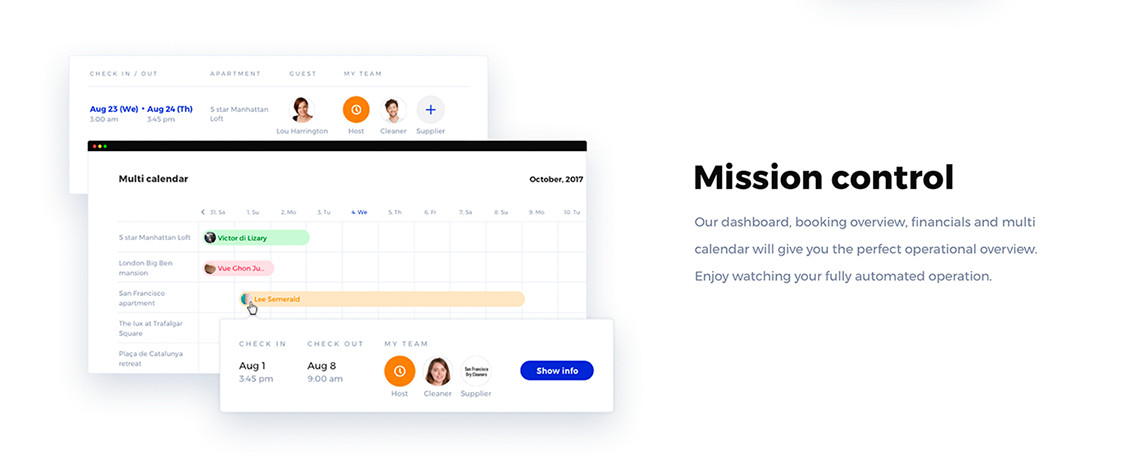 CHECK IN / OUT APARTMENT GUEST MY TEAM
Aug 23 (We) • Aug 24 (Th)
3:00 am 3:45 pm
5 star Manhattan
Loft
Lou Harrington Host Cleaner Supplier
Multi calendar October, 2017
31. Sa 1. Su 2. Mo 3. Tu 4. We 5. Th 6. Fr 7. Sa 8. Su 9. Mo 10. Tu
5 star Manhattan Loft Victor di Lizary
London Big Ben
mansion
Vue Ghon Ju..
San Francisco
apartment
Lee Semerald
The lux at Trafalgar
Square
Plaça de Catalunya
retreat
CHECK IN CHECK OUT MY TEAM
Aug 1 Aug 8
3:45 pm 9:00 am
San Francisco
Dry Cleaners
Show info
Host Cleaner Supplier
Mission control
Our dashboard, booking overview, financials and multi
calendar will give you the perfect operational overview.
Enjoy watching your fully automated operation.